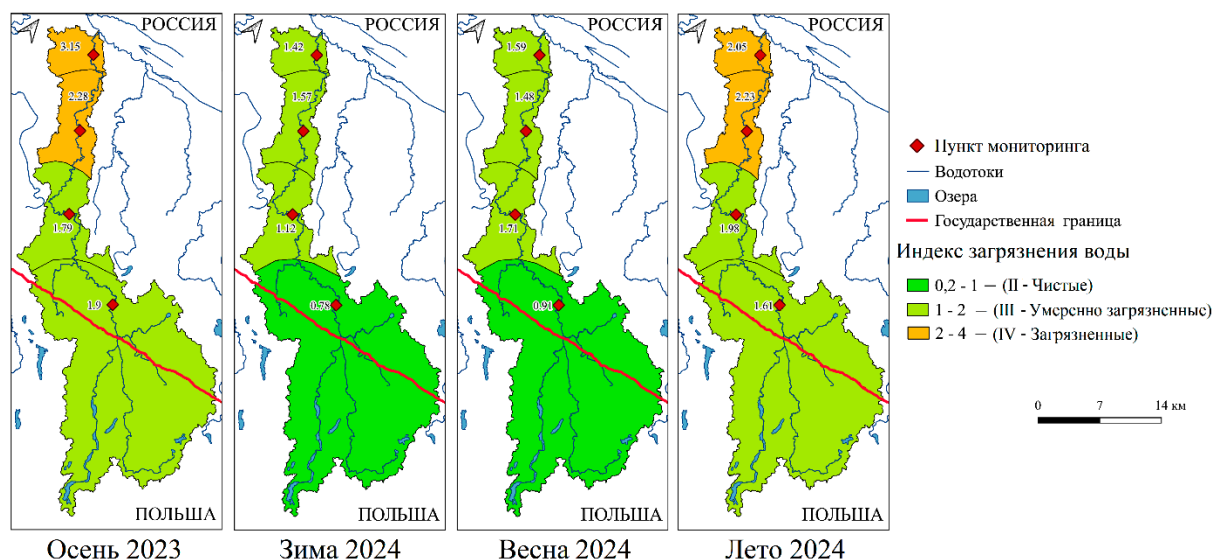 РОССИЯ
3.15
2.28
1.79
1.9
ПОЛЬША
Осень 2023
РОССИЯ
1.42
1.57
1.12
0.78
ПОЛЬША
Зима 2024
РОССИЯ
1.59
1.48
1.71
0.91
ПОЛЬША
Весна 2024
РОССИЯ
2.05
2.23
1.98
1.61
ПОЛЬША
Лето 2024
Пункт мониторинга
Водотоки
Озера
Государственная граница
Индекс загрязнения воды
0,2 - 1 – (II - Чистые)
1 - 2 – (III - Умеренно загрязненные)
2 - 4 – (IV - Загрязненные)
0 7 14 км